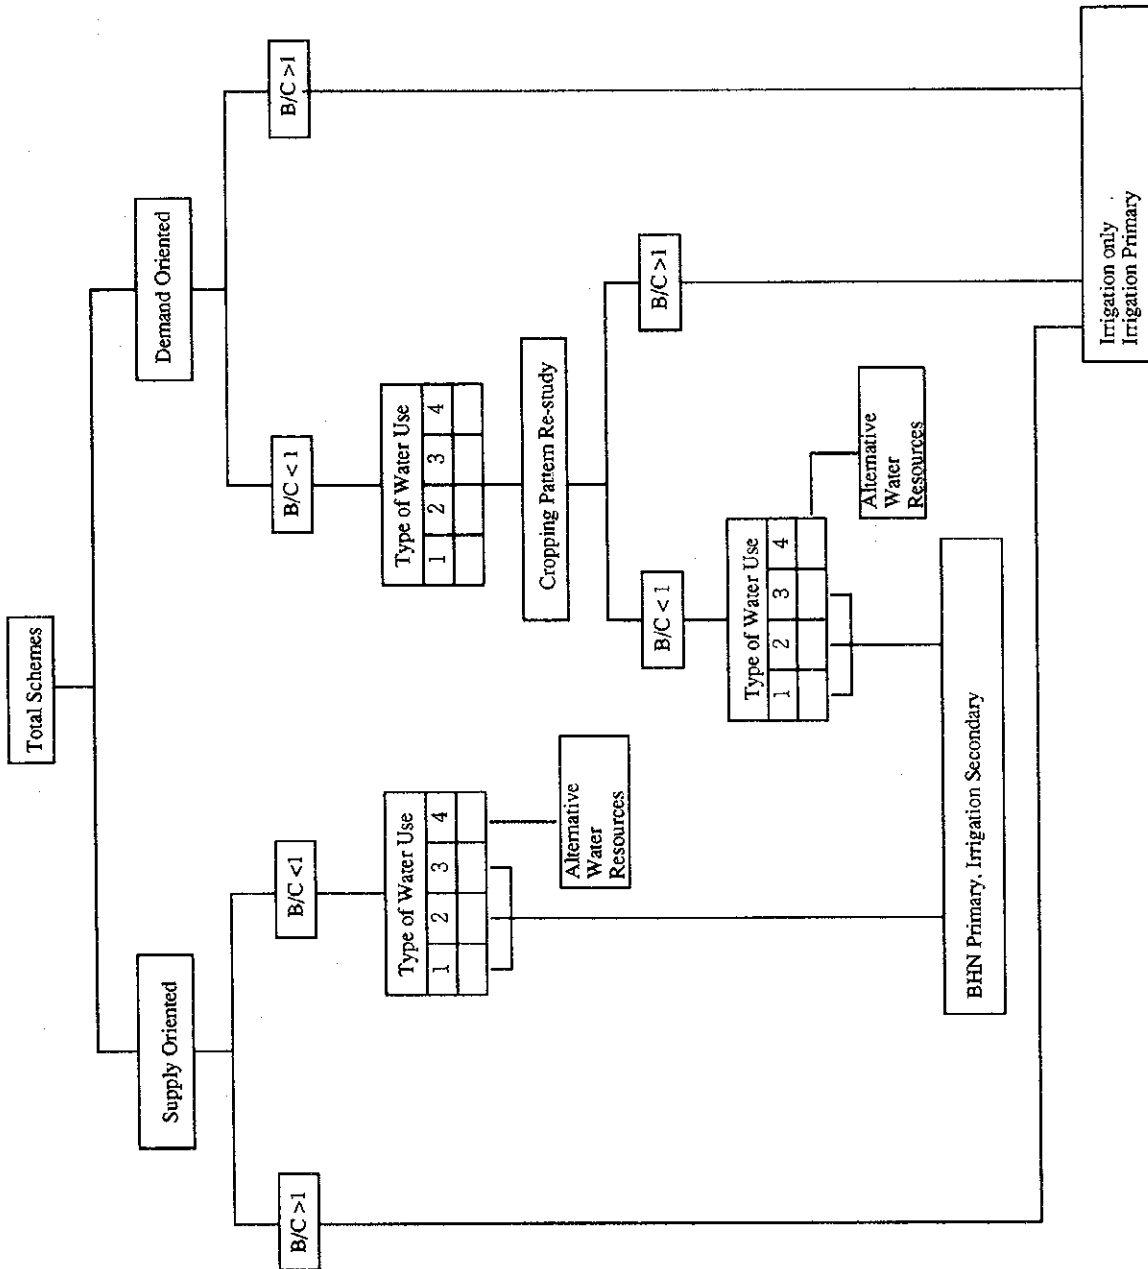 Total Schemes
Supply Oriented
Demand Oriented
B/C >1
B/C <1
B/C < 1
B/C >1
Type of Water Use
1 2 3 4
Type of Water Use
1 2 3 4
Alternative
Water
Resources
Cropping Pattern Re-study
B/C < 1
B/C >1
Type of Water Use
1 2 3 4
Alternative
Water
Resources
BHN Primary, Irrigation Secondary
Irrigation only
Irrigation Primary